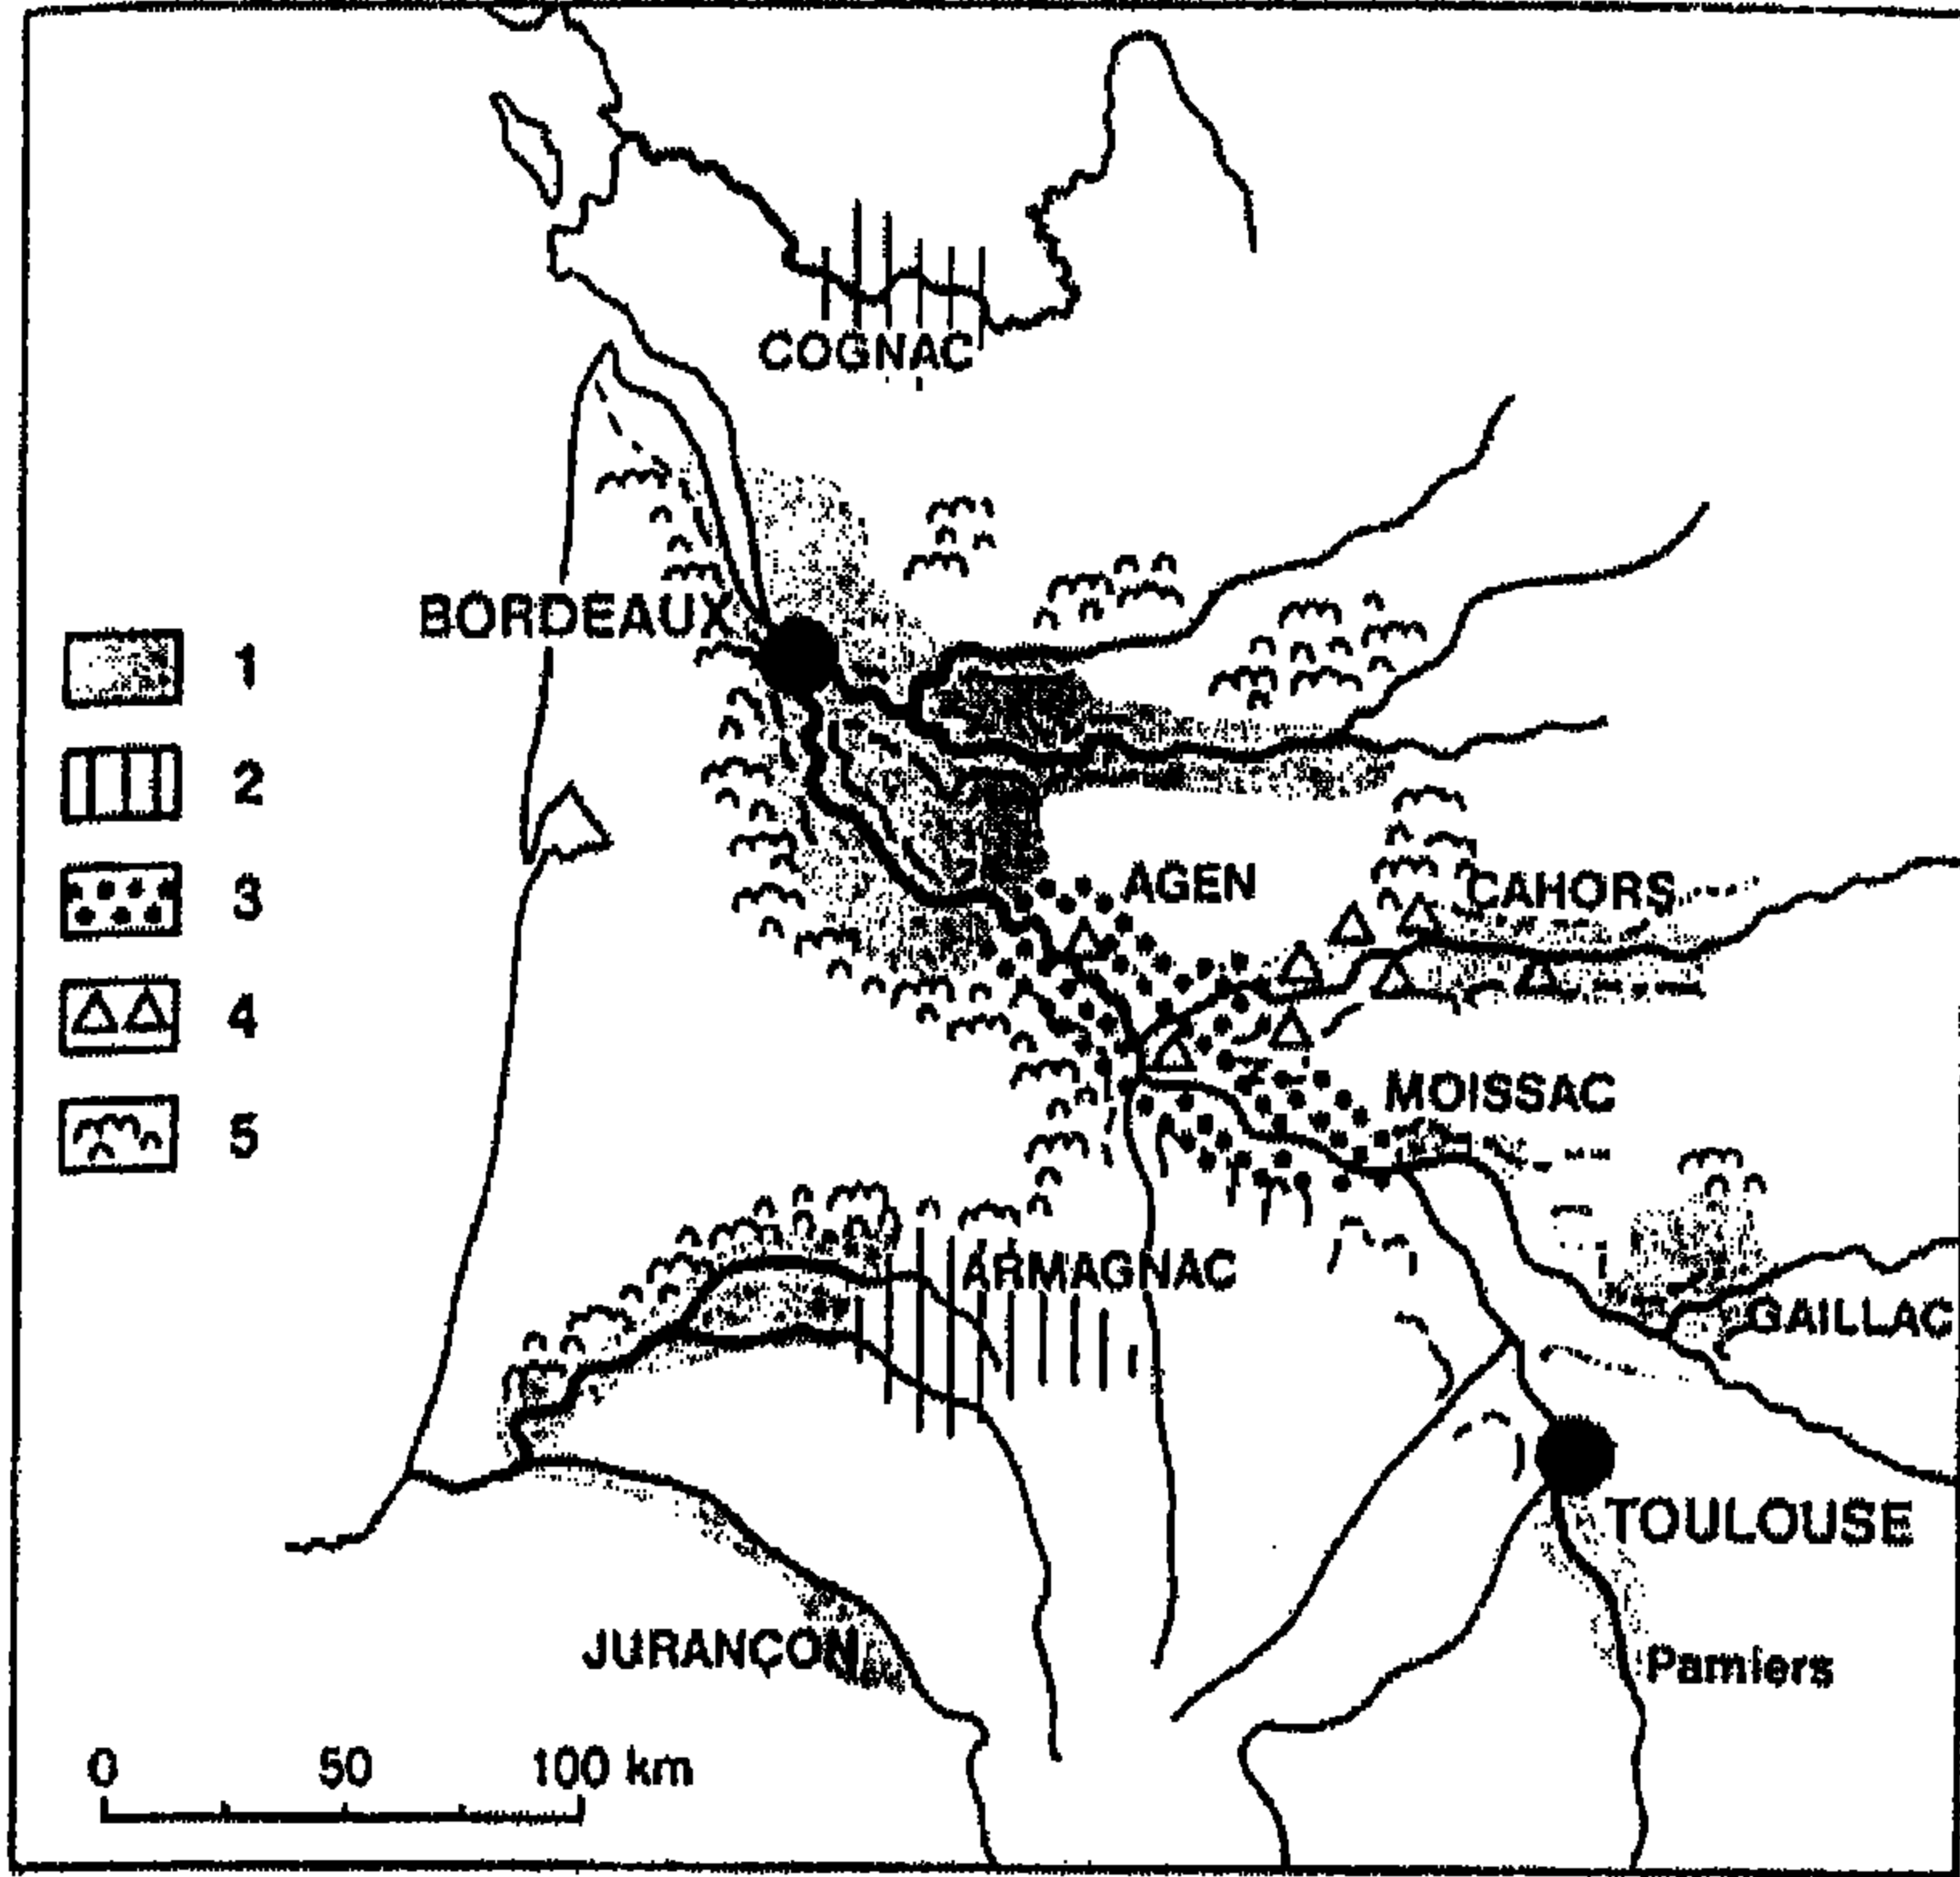 COGNAC
BORDEAUX
1
2
3
4
5
AGEN
CAHORS
MOISSAC
ARMAGNAC
GAILLAC
TOULOUSE
JURANÇON
Pamiers
0 50 100 km